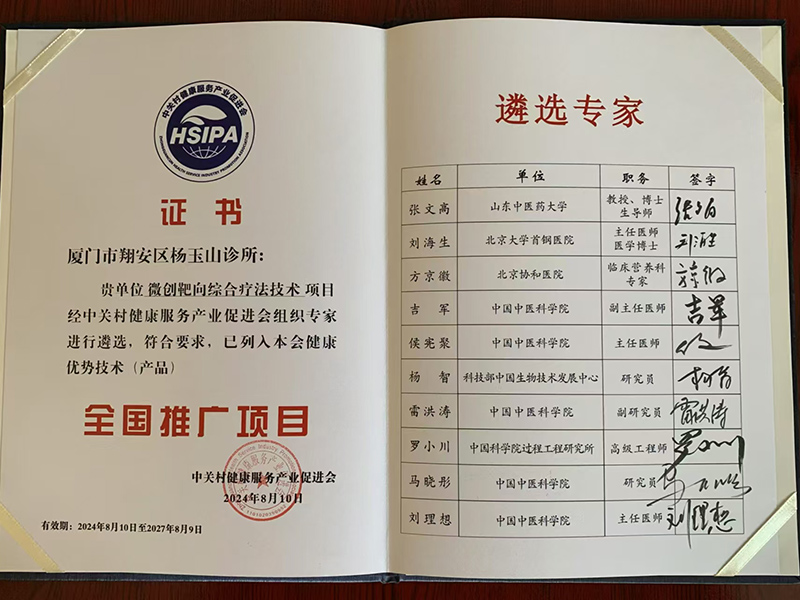 中关村健康服务产业促进会
HSIPA
ZHONGGUANCUN HEALTH SERVICE INDUSTRY PROMOTION ASSOCIATION
证书
厦门市翔安区杨玉山诊所：
贵单位 微创靶向综合疗法技术 项目
经中关村健康服务产业促进会组织专家
进行遴选，符合要求，已列入本会健康
优势技术（产品）
全国推广项目
中关村健康服务产业促进会
2024年8月10日
有效期：2024年8月10日至2027年8月9日
遴选专家
姓名 单位 职务 签字
张文高 山东中医药大学 教授、博士生导师
刘海生 北京大学首钢医院 主任医师 医学博士
方京徽 北京协和医院 临床营养科专家
吉军 中国中医科学院 副主任医师 吉军
侯宪聚 中国中医科学院 主任医师
杨智 科技部中国生物技术发展中心 研究员
雷洪涛 中国中医科学院 副研究员 雷洪涛
罗小川 中国科学院过程工程研究所 高级工程师
马晓彤 中国中医科学院 研究员
刘理想 中国中医科学院 主任医师 刘理想